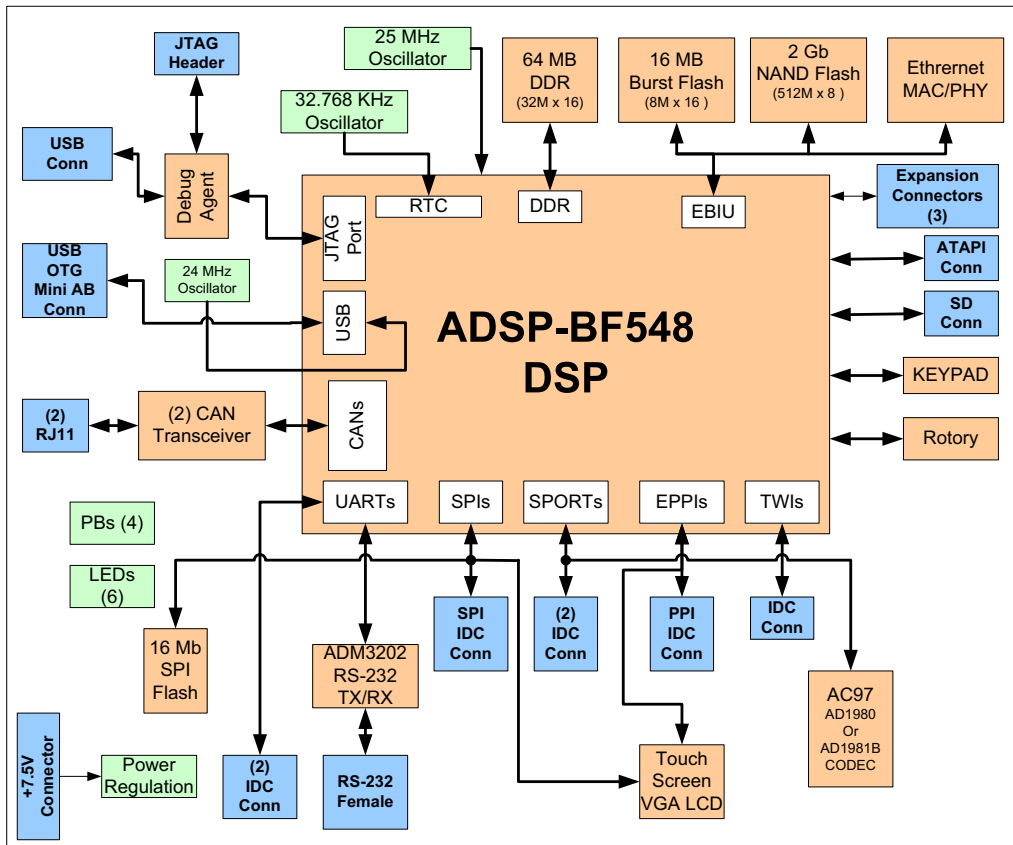 JTAG
Header
25 MHz
Oscillator
64 MB
DDR
(32M x 16)
16 MB
Burst Flash
(8M x 16 )
2 Gb
NAND Flash
(512M x 8 )
Ethrernet
MAC/PHY
32.768 KHz
Oscillator
USB
Conn
Debug
Agent
RTC
DDR
EBIU
Expansion
Connectors
(3)
JTAG
Port
USB
OTG
Mini AB
Conn
24 MHz
Oscillator
USB
ADSP-BF548
DSP
ATAPI
Conn
SD
Conn
KEYPAD
(2)
RJ11
(2) CAN
Transceiver
CANs
Rotory
UARTs
SPIs
SPORTs
EPPIs
TWIs
PBs (4)
LEDs
(6)
SPI
IDC
Conn
(2)
IDC
Conn
PPI
IDC
Conn
IDC
Conn
16 Mb
SPI
Flash
ADM3202
RS-232
TX/RX
AC97
AD1980
Or
AD1981B
CODEC
+7.5V
Connector
Power
Regulation
(2)
IDC
Conn
RS-232
Female
Touch
Screen
VGA LCD